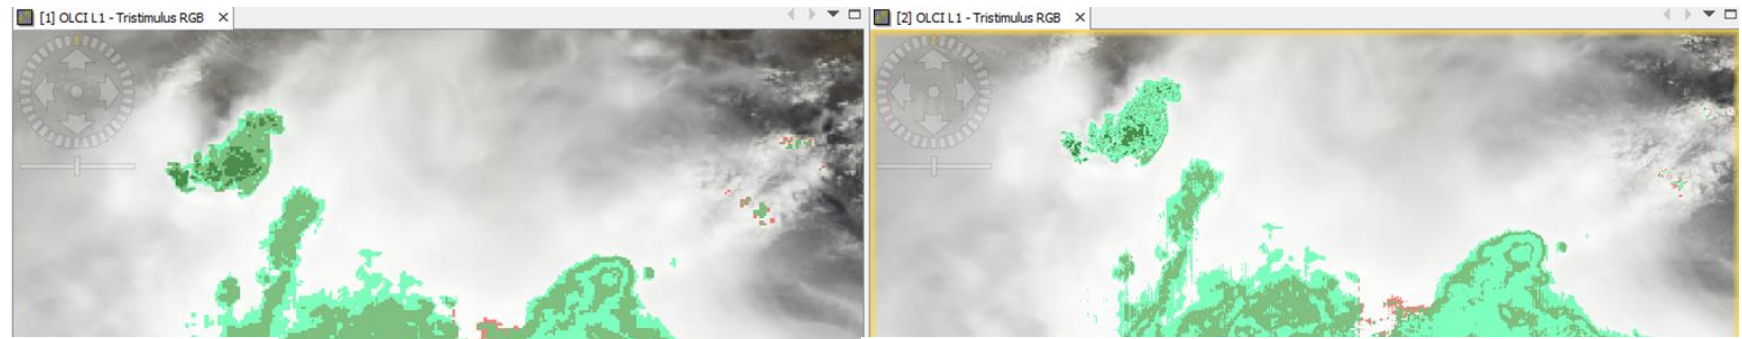 [1] OLCI L1 - Tristimulus RGB
[2] OLCI L1 - Tristimulus RGB